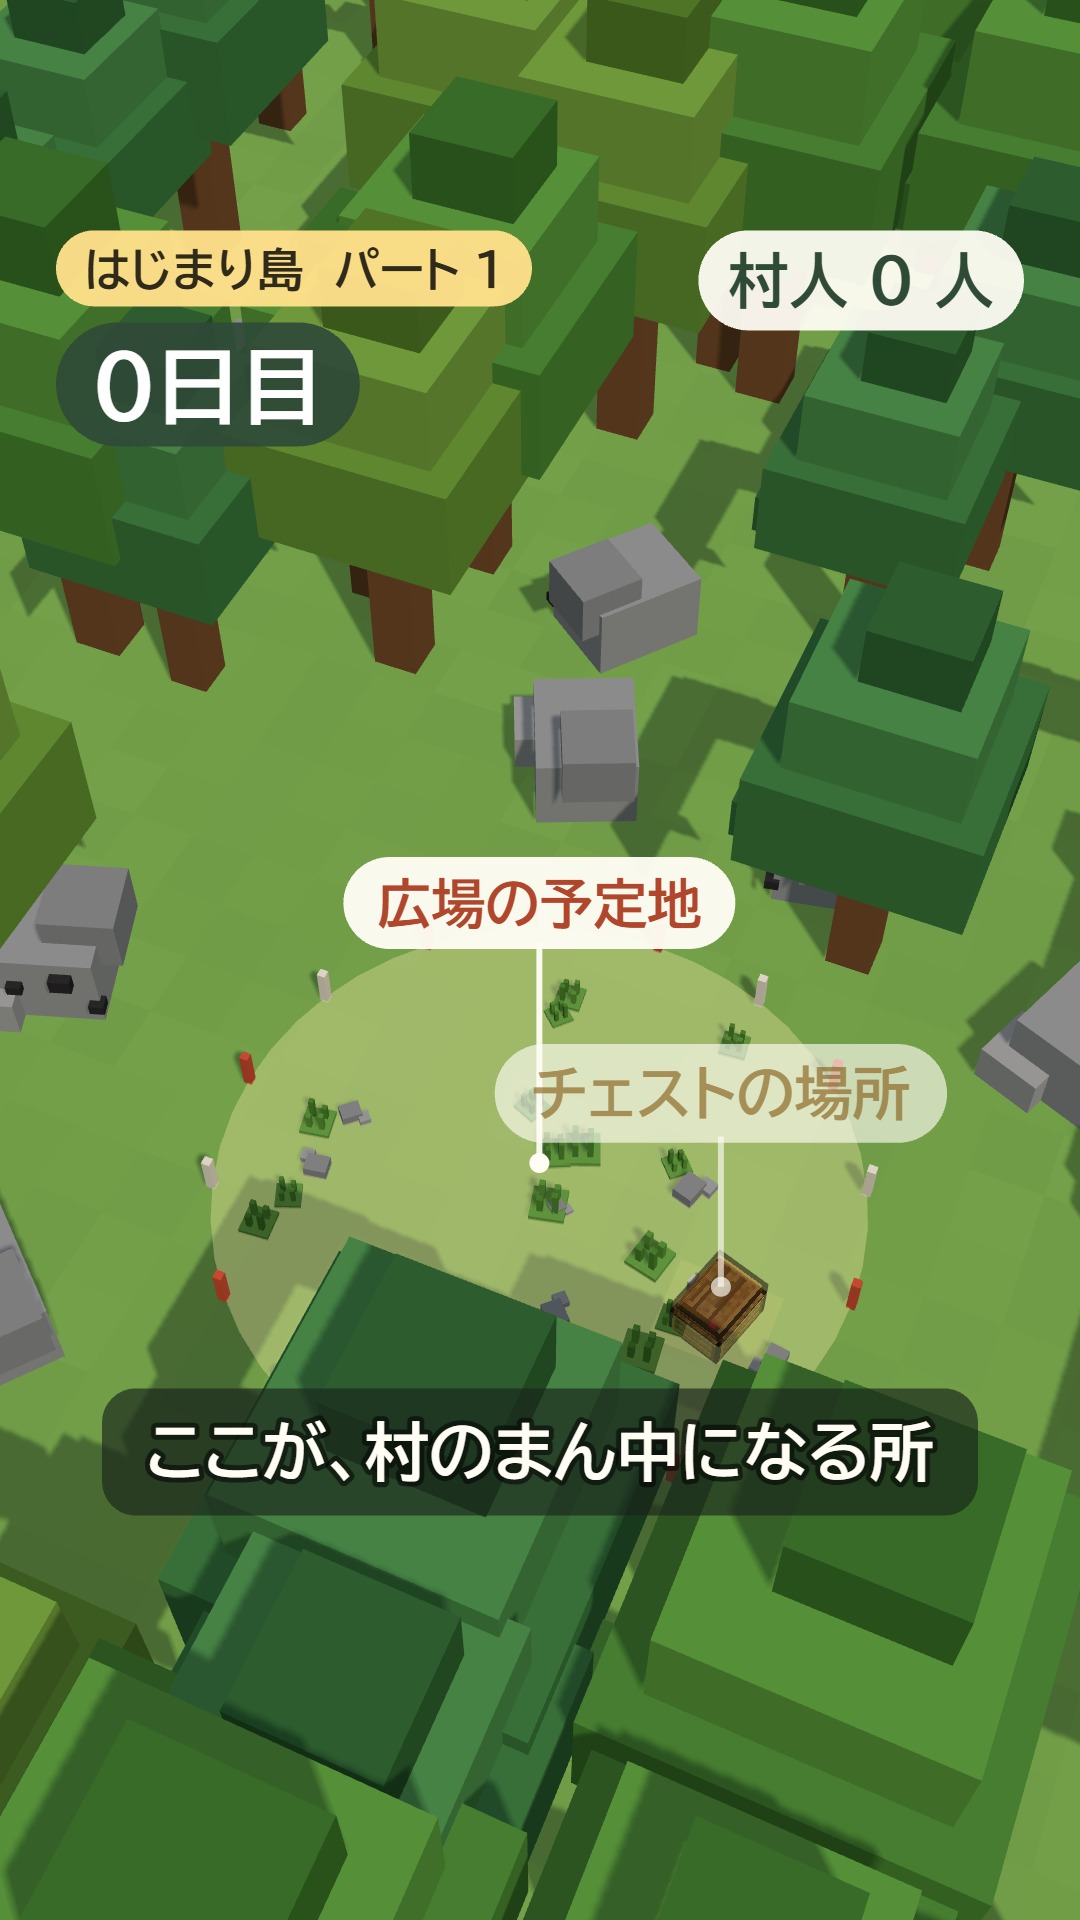 はじまり島　パート 1
村人 0 人
0日目
広場の予定地
チェストの場所
ここが、村のまん中になる所